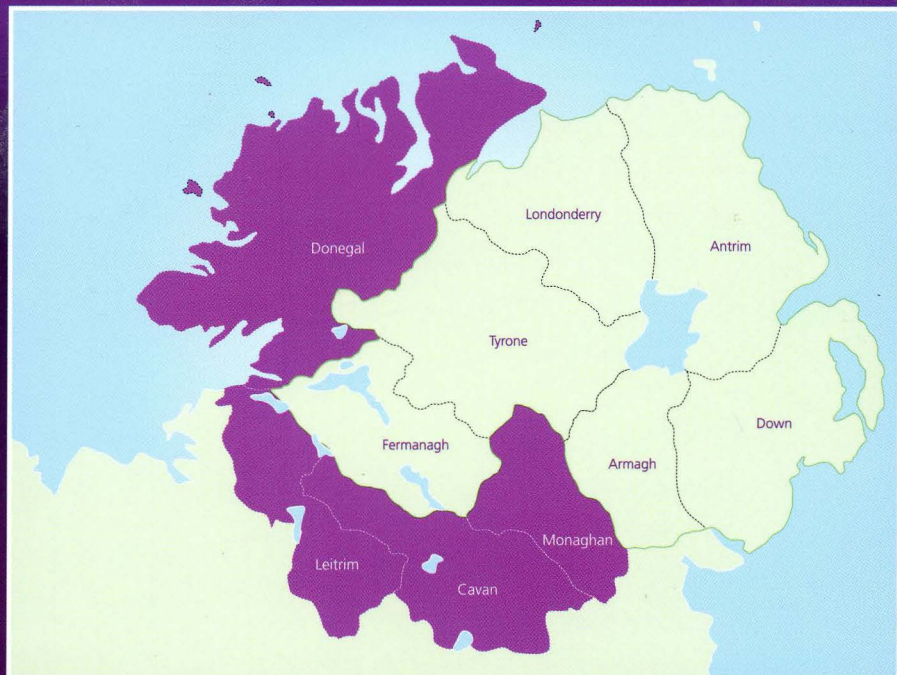 Londonderry
Antrim
Donegal
Tyrone
Down
Fermanagh
Armagh
Monaghan
Leitrim
Cavan